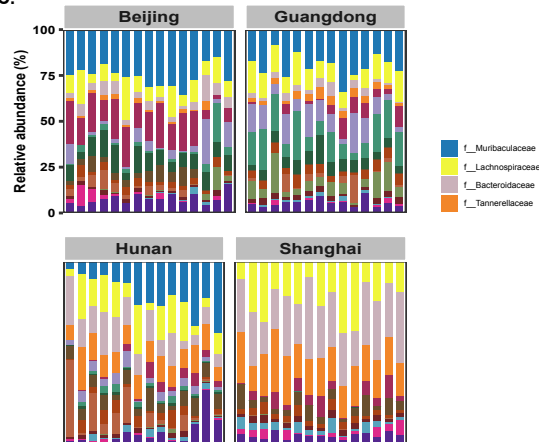 Beijing
Guangdong
Relative abundance (%)
100
75
50
25
0
f__Muribaculaceae
f__Lachnospiraceae
f__Bacteroidaceae
f__Tannerellaceae
Hunan
Shanghai